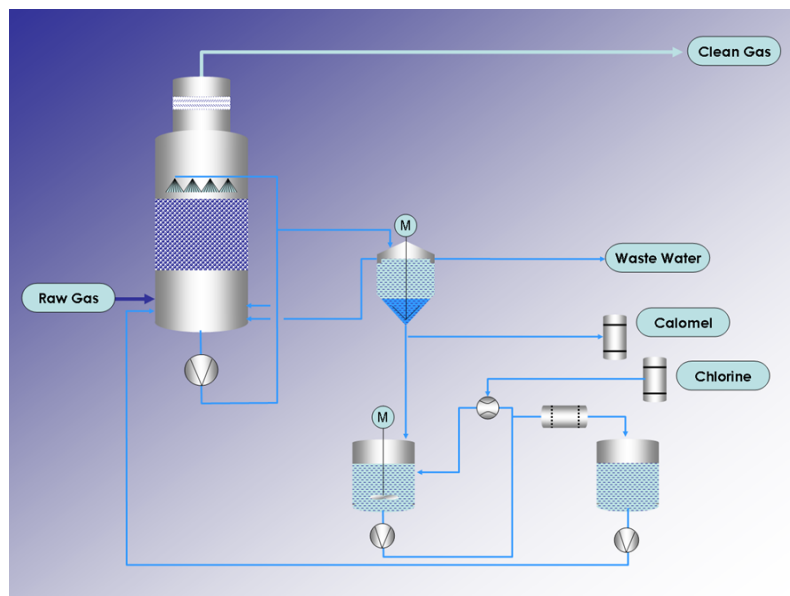 Clean Gas
M
Waste Water
Raw Gas
Calomel
Chlorine
M